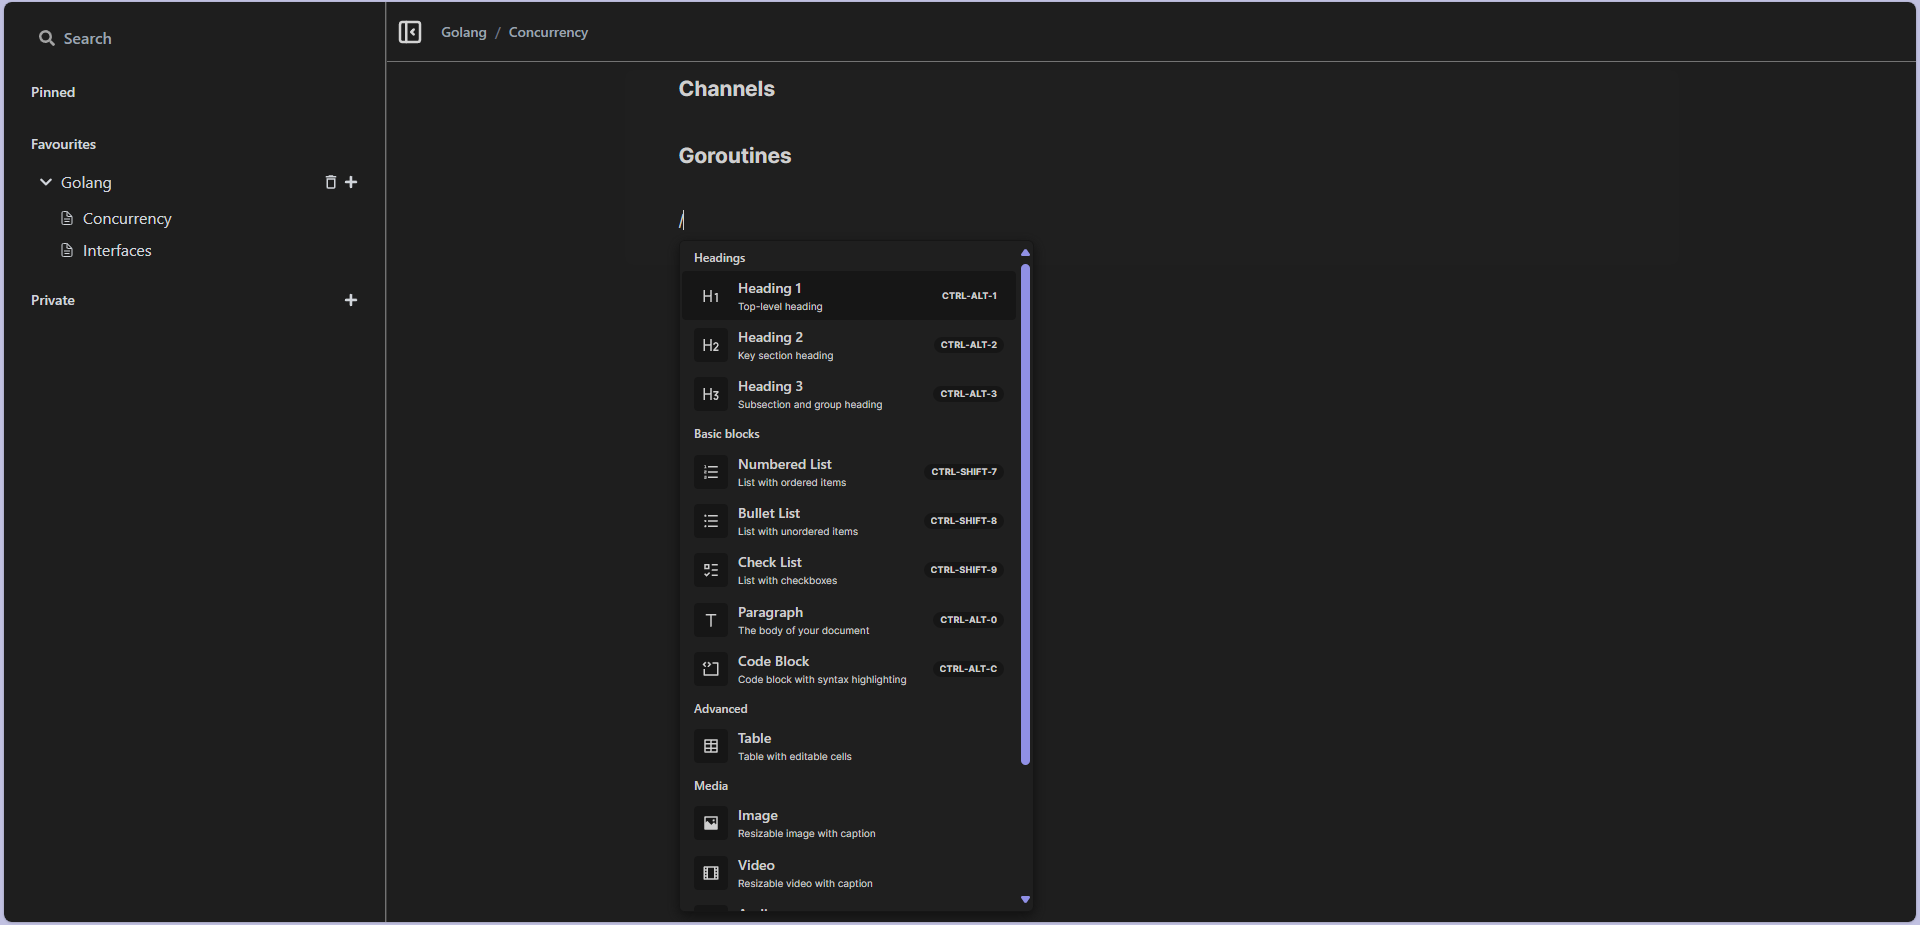 Search
Pinned
Favourites
Golang
Concurrency
Interfaces
Private
Golang / Concurrency
Channels
Goroutines
/
Headings
H1 Heading 1 CTRL-ALT-1
Top-level heading
H2 Heading 2 CTRL-ALT-2
Key section heading
H3 Heading 3 CTRL-ALT-3
Subsection and group heading
Basic blocks
Numbered List CTRL-SHIFT-7
List with ordered items
Bullet List CTRL-SHIFT-8
List with unordered items
Check List CTRL-SHIFT-9
List with checkboxes
T Paragraph CTRL-ALT-0
The body of your document
Code Block CTRL-ALT-C
Code block with syntax highlighting
Advanced
Table
Table with editable cells
Media
Image
Resizable image with caption
Video
Resizable video with caption